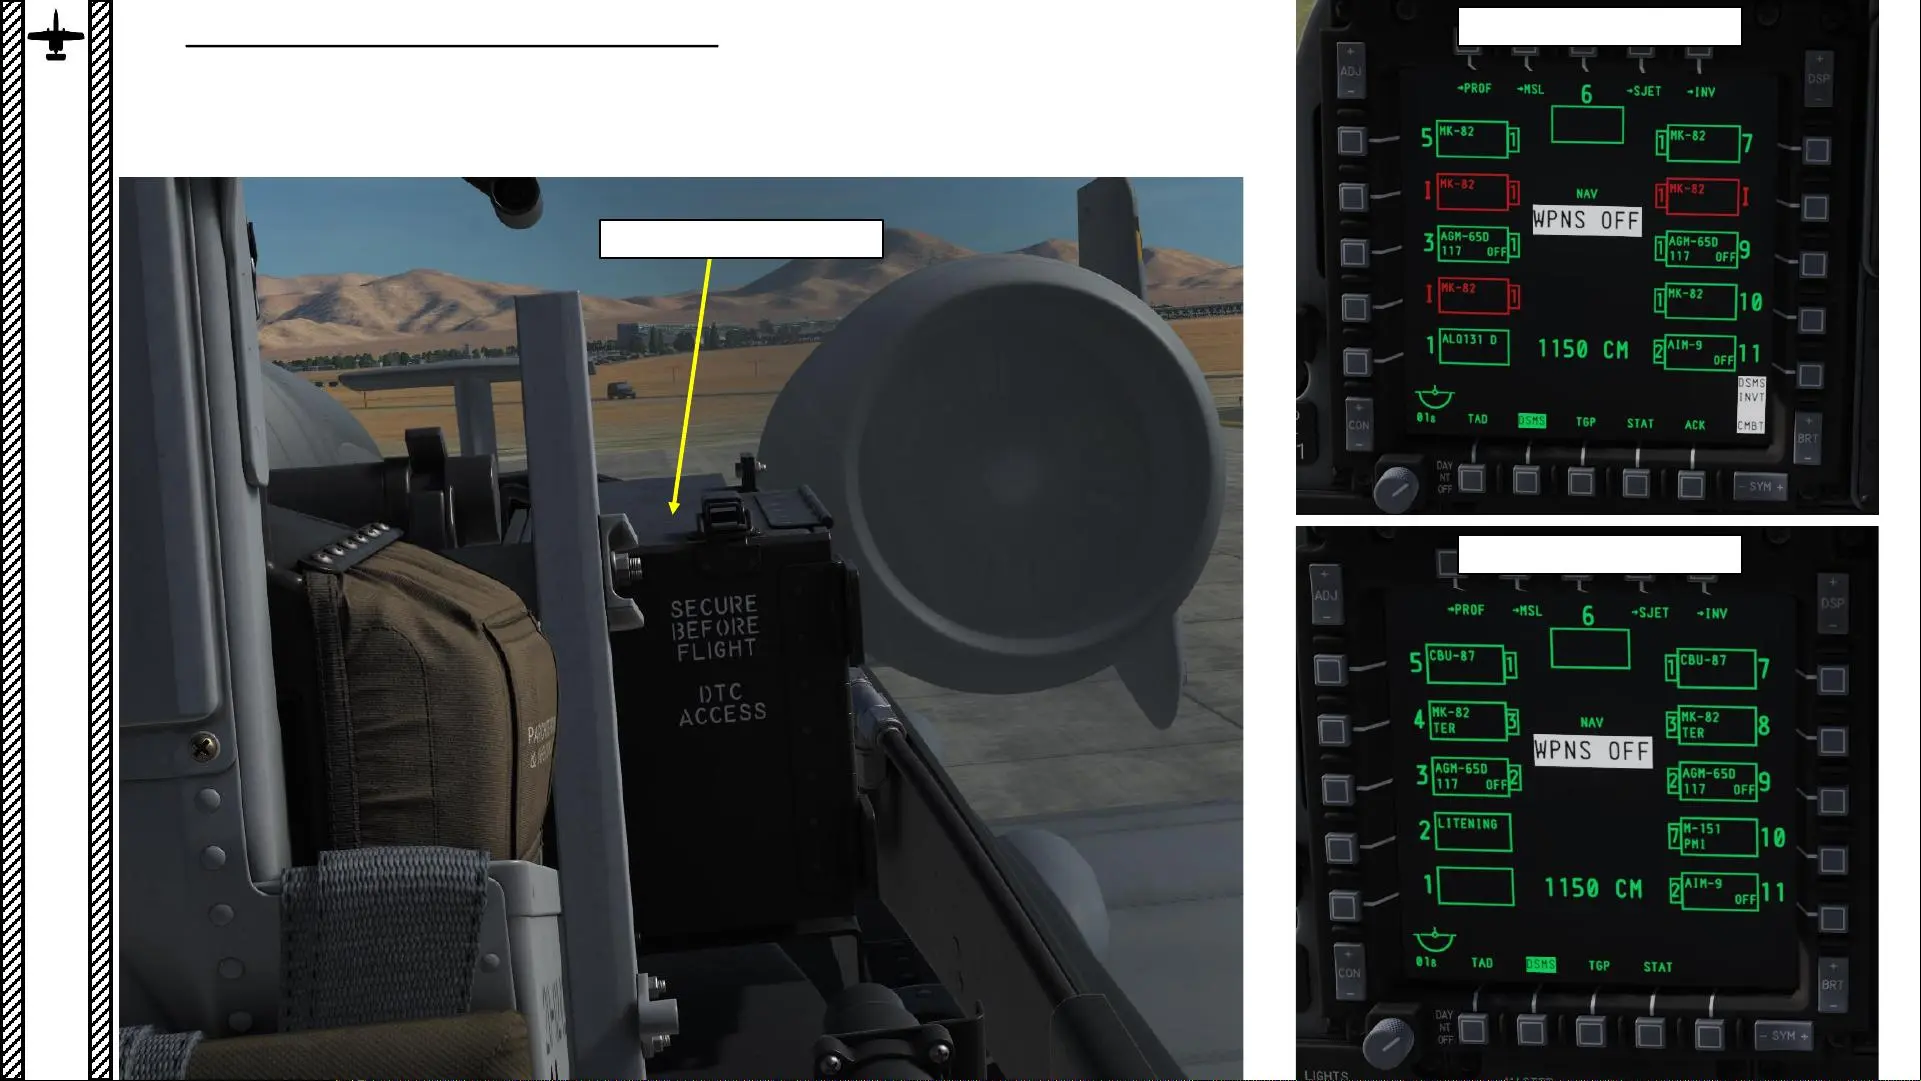 SECURE
BEFORE
FLIGHT
DTC
ACCESS
ADJ
DSP
→PROF →MSL 6 →SJET →INV
5 MK-82 1
1 MK-82 7
I MK-82 1
1 MK-82 I
NAV
WPNS OFF
3 AGM-65D 1
117 OFF
1 AGM-65D 9
117 OFF
I MK-82 1
1 MK-82 10
1 ALQ131 D
1150 CM
2 AIM-9 11
OFF
DSMS
INVT
CMBT
01s TAD DSMS TGP STAT ACK
CON
BRT
DAY
NT
OFF
- SYM +
ADJ
DSP
→PROF →MSL 6 →SJET →INV
5 CBU-87 1
1 CBU-87 7
4 MK-82 3
TER
3 MK-82 8
TER
NAV
WPNS OFF
3 AGM-65D 2
117 OFF
2 AGM-65D 9
117 OFF
2 LITENING
7 M-151 10
PMI
1
1150 CM
2 AIM-9 11
OFF
01s TAD DSMS TGP STAT
CON
BRT
DAY
NT
OFF
- SYM +
LIGHTS